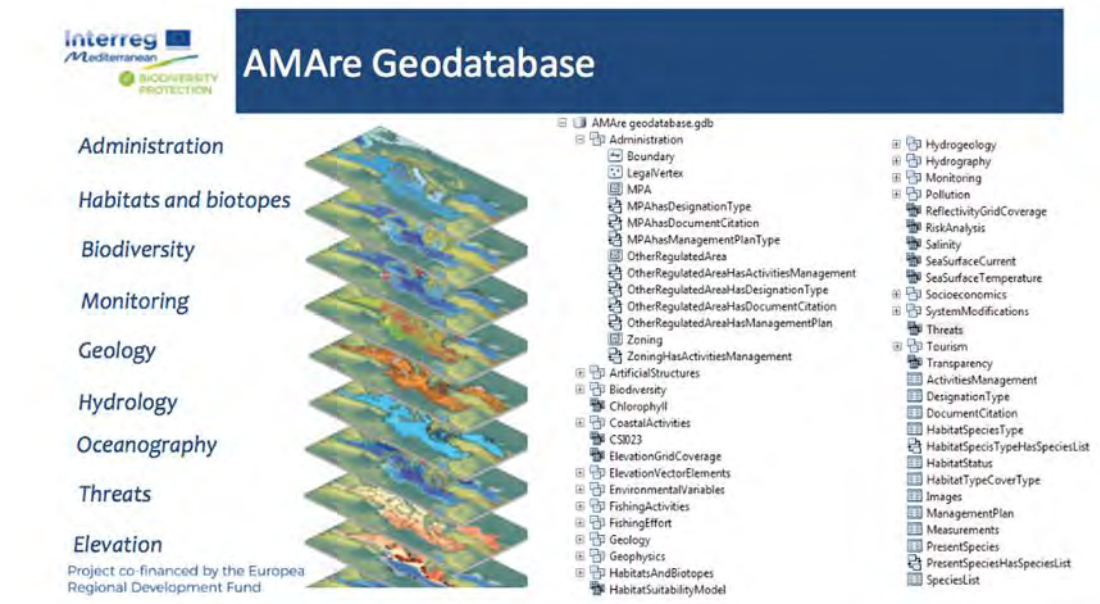 Interreg
Mediterranean
BIODIVERSITY
PROTECTION
AMAre Geodatabase
Administration
Habitats and biotopes
Biodiversity
Monitoring
Geology
Hydrology
Oceanography
Threats
Elevation
Project co-financed by the Europea
Regional Development Fund
AMAre geodatabase.gdb
Administration
Boundary
LegalVertex
MPA
MPAhasDesignationType
MPAhasDocumentCitation
MPAhasManagementPlanType
OtherRegulatedArea
OtherRegulatedAreaHasActivitiesManagement
OtherRegulatedAreaHasDesignationType
OtherRegulatedAreaHasDocumentCitation
OtherRegulatedAreaHasManagementPlan
Zoning
ZoningHasActivitiesManagement
ArtificialStructures
Biodiversity
Chlorophyll
CoastalActivities
CSI023
ElevationGridCoverage
ElevationVectorElements
EnvironmentalVariables
FishingActivities
FishingEffort
Geology
Geophysics
HabitatsAndBiotopes
HabitatSuitabilityModel
Hydrogeology
Hydrography
Monitoring
Pollution
ReflectivityGridCoverage
RiskAnalysis
Salinity
SeaSurfaceCurrent
SeaSurfaceTemperature
Socioeconomics
SystemModifications
Threats
Tourism
Transparency
ActivitiesManagement
DesignationType
DocumentCitation
HabitatSpeciesType
HabitatSpecisTypeHasSpeciesList
HabitatStatus
HabitatTypeCoverType
Images
ManagementPlan
Measurements
PresentSpecies
PresentSpeciesHasSpeciesList
SpeciesList